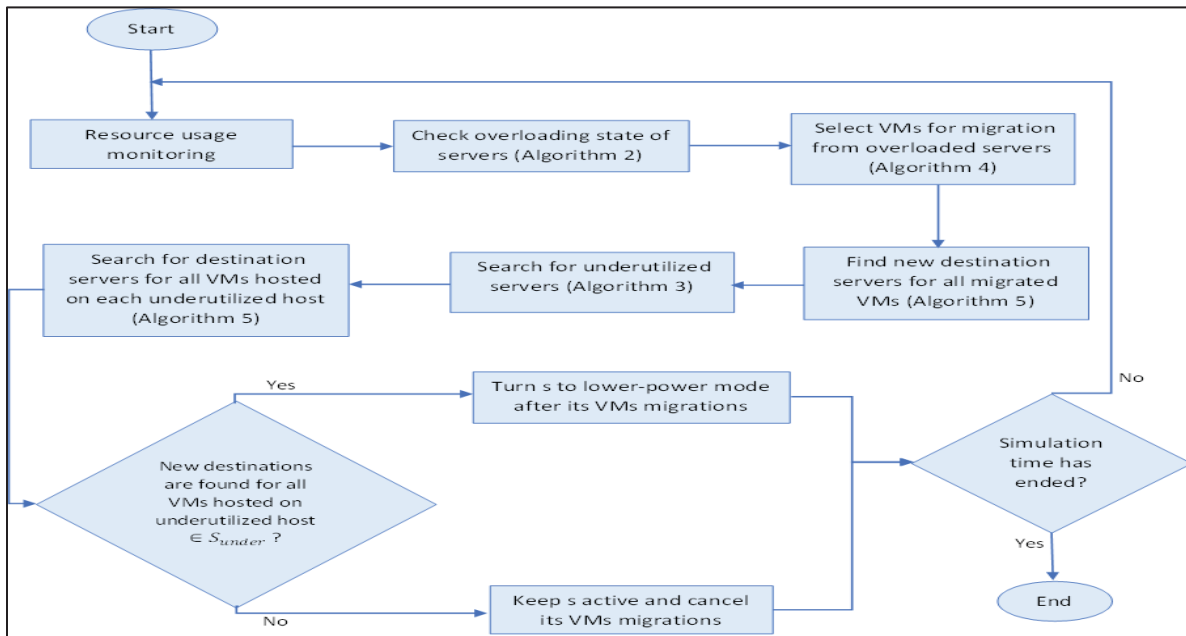 Start
Resource usage
monitoring
Check overloading state of
servers (Algorithm 2)
Select VMs for migration
from overloaded servers
(Algorithm 4)
Search for destination
servers for all VMs hosted
on each underutilized host
(Algorithm 5)
Search for underutilized
servers (Algorithm 3)
Find new destination
servers for all migrated
VMs (Algorithm 5)
Yes
Turn s to lower-power mode
after its VMs migrations
No
New destinations
are found for all
VMs hosted on
underutilized host
∈ S_under ?
Simulation
time has
ended?
Yes
No
Keep s active and cancel
its VMs migrations
End